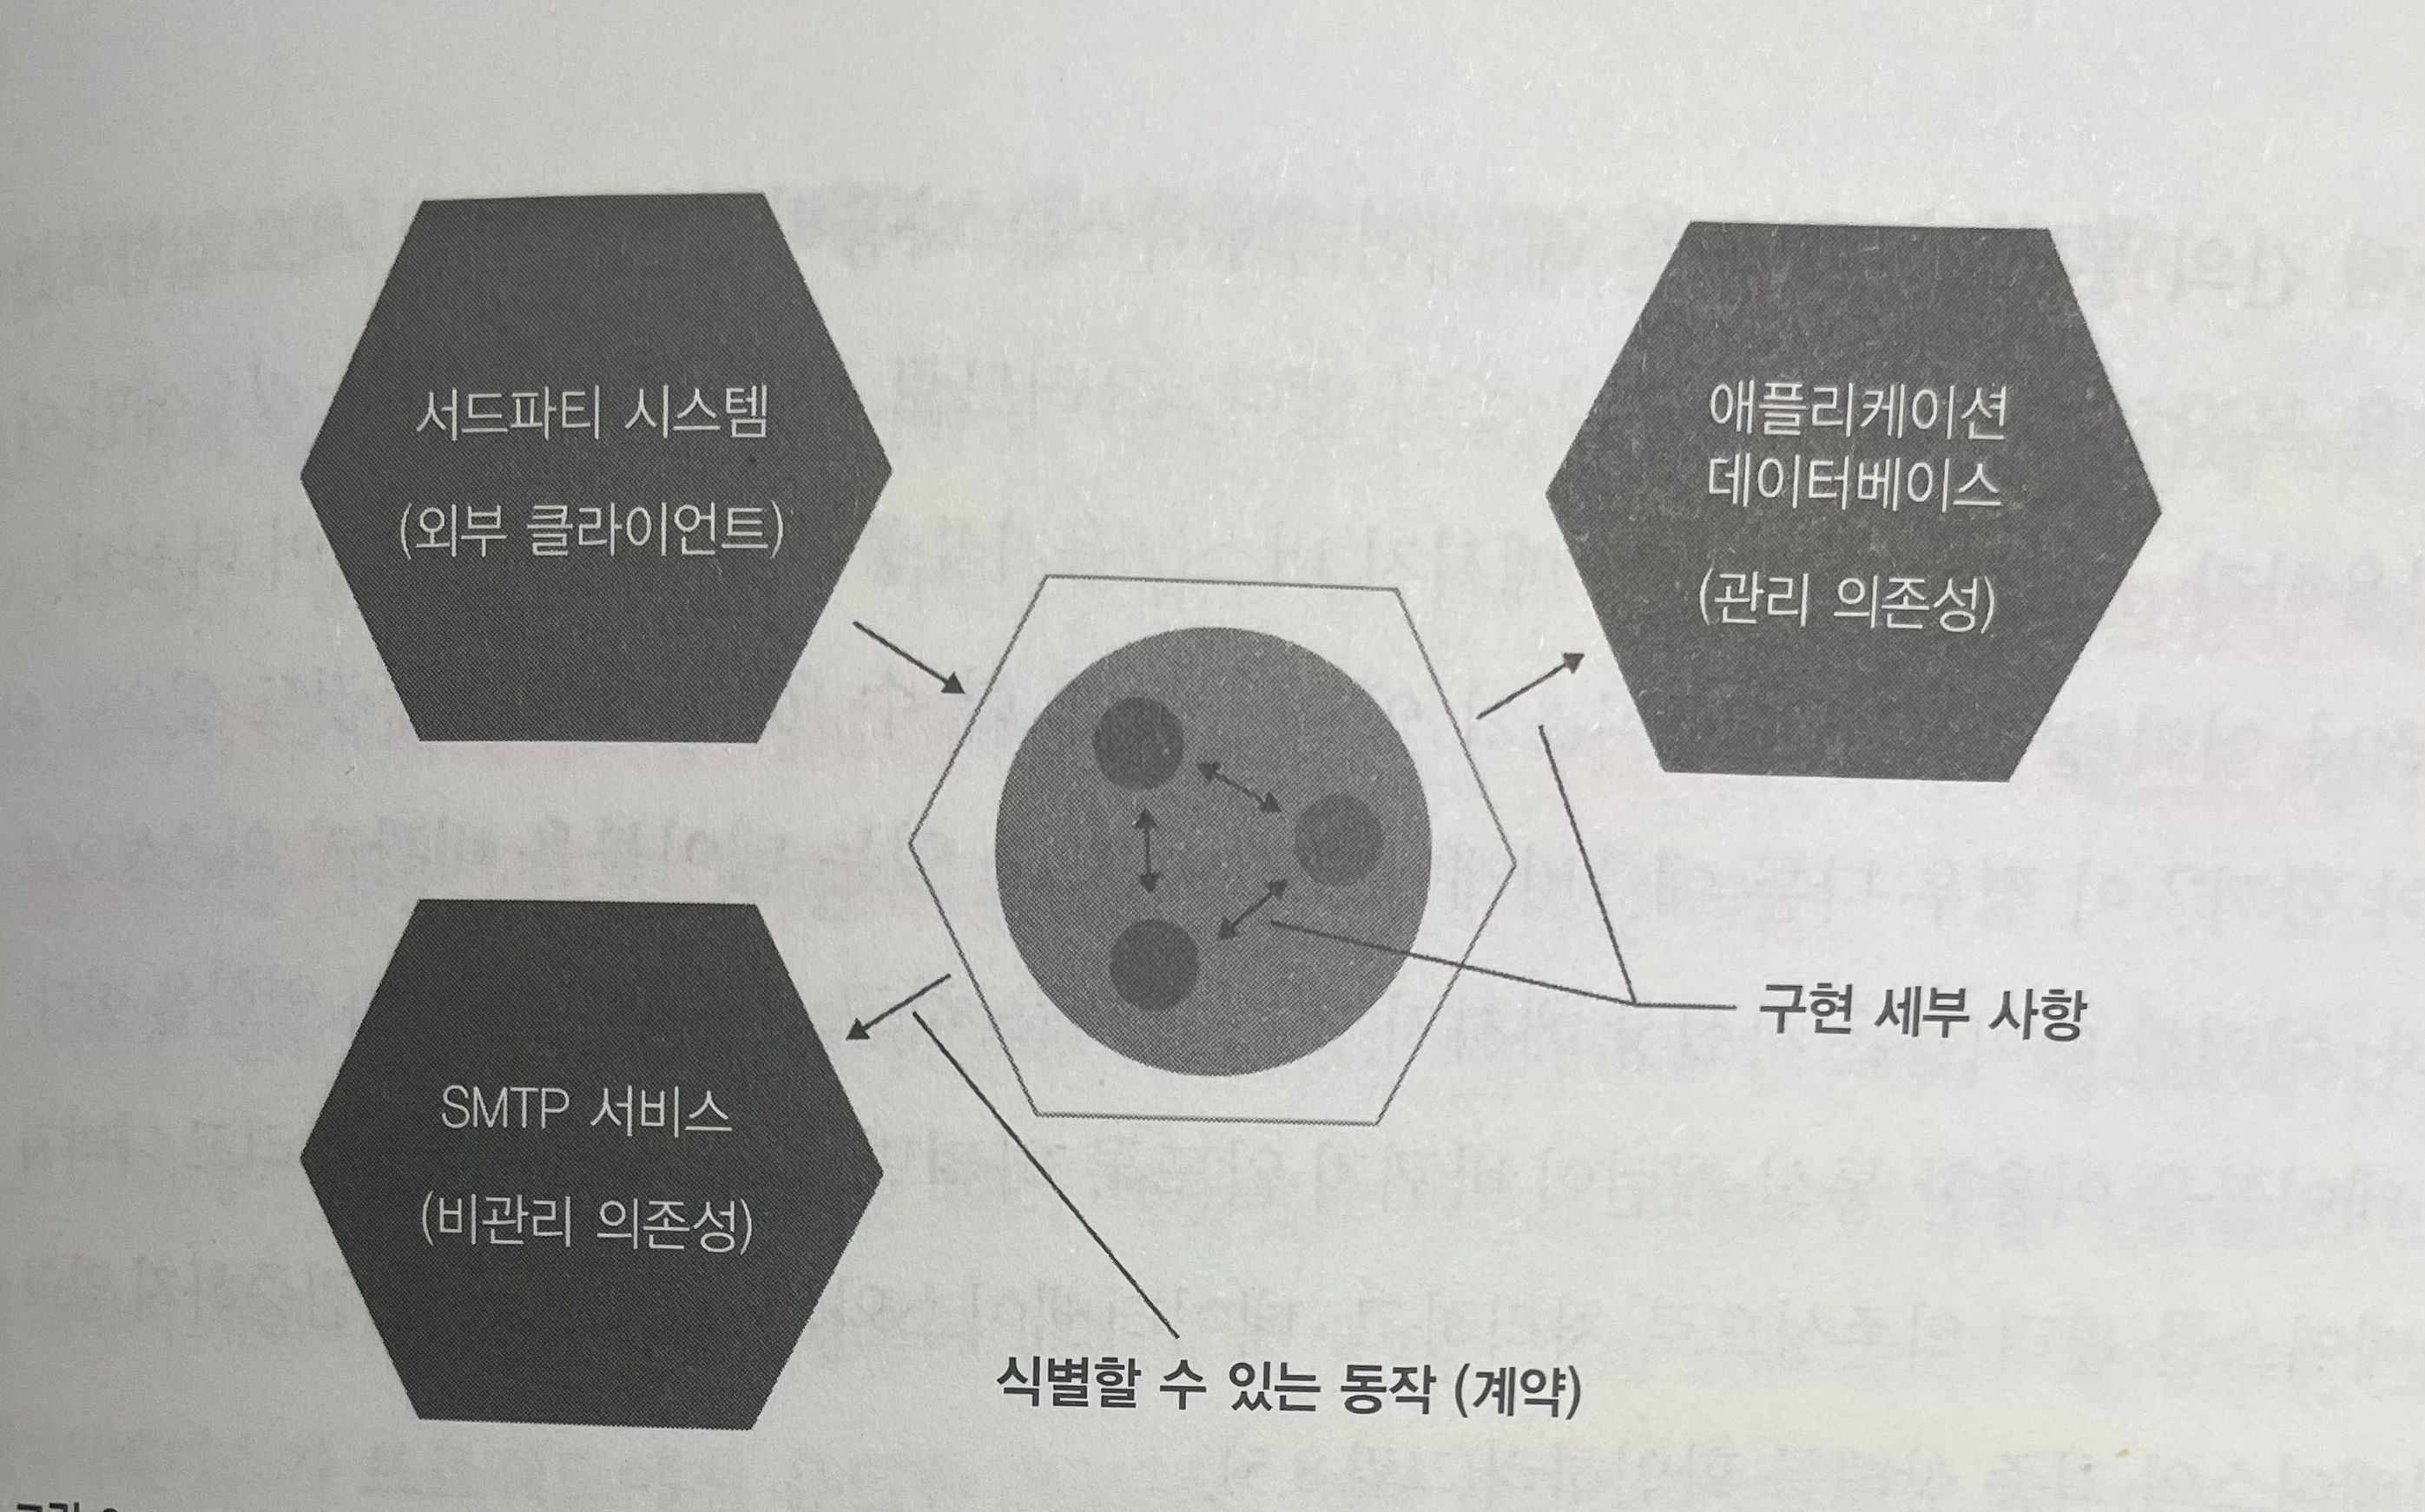 서드파티 시스템
(외부 클라이언트)
애플리케이션
데이터베이스
(관리 의존성)
구현 세부 사항
SMTP 서비스
(비관리 의존성)
식별할 수 있는 동작 (계약)